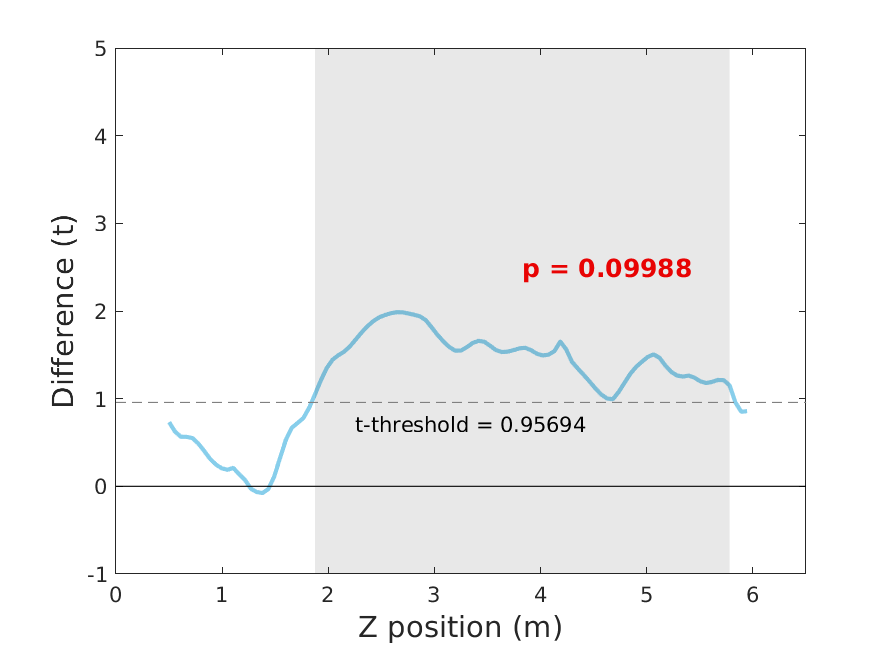 5
4
3
2
1
0
-1
Difference (t)
p = 0.09988
t-threshold = 0.95694
0 1 2 3 4 5 6
Z position (m)